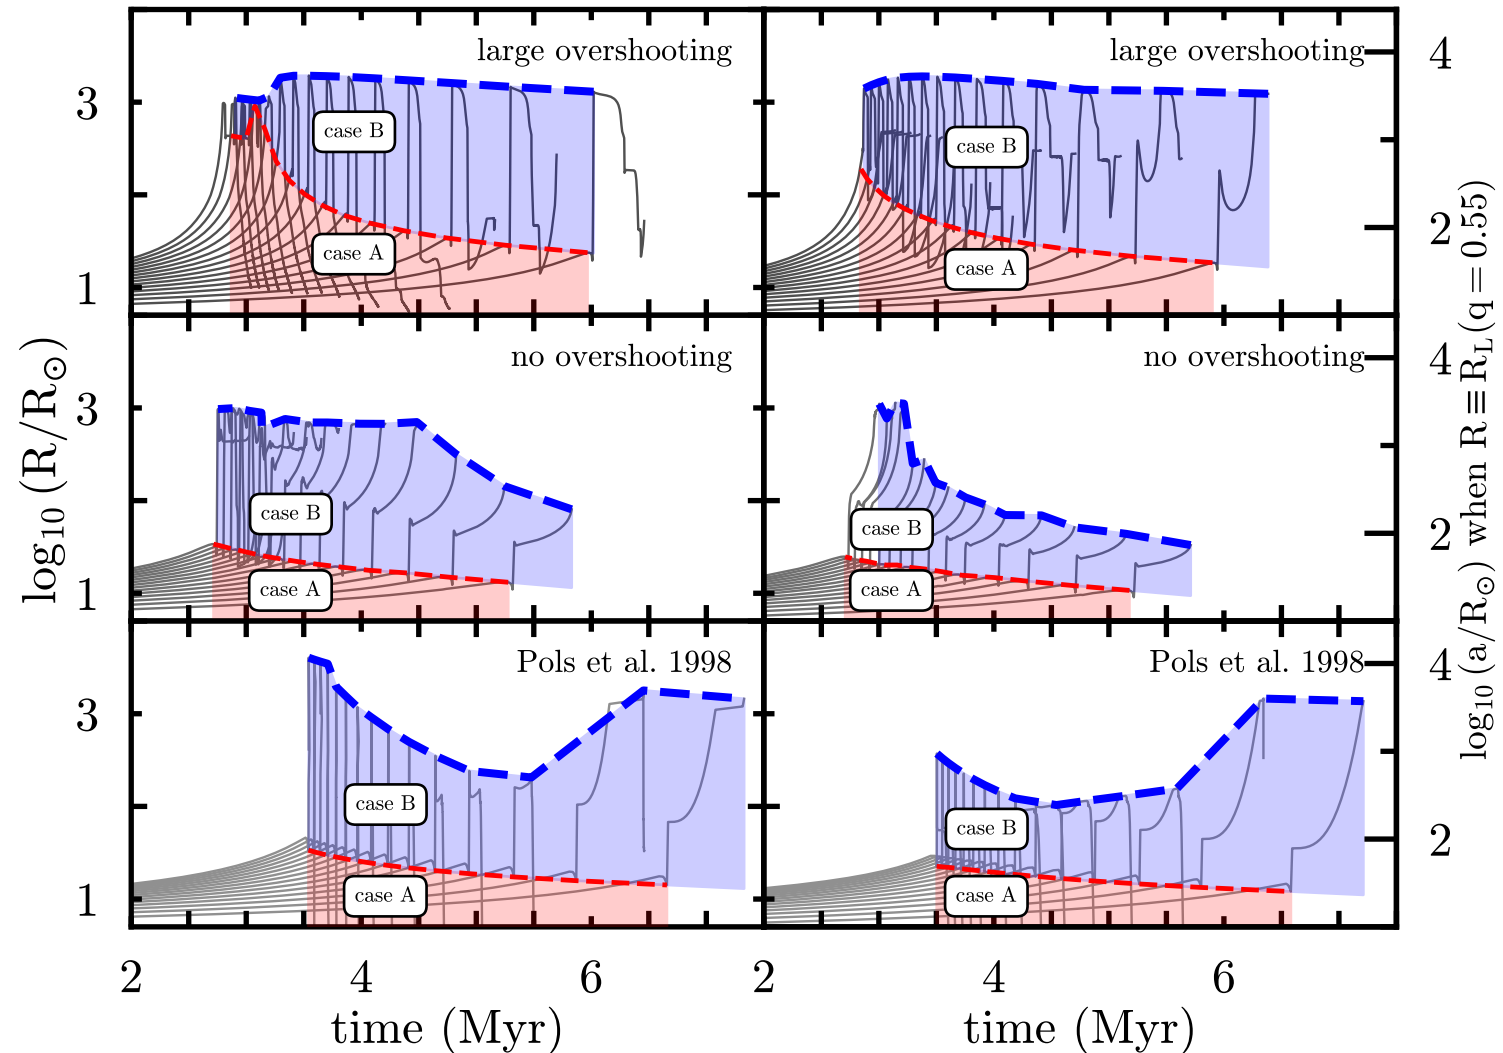 large overshooting
large overshooting
4
3
case B
case B
2
case A
case A
1
no overshooting
no overshooting
4
3
case B
case B
2
case A
case A
1
Pols et al. 1998
Pols et al. 1998
4
3
case B
case B
2
case A
case A
1
2 4 6
2 4 6
time (Myr)
time (Myr)
log₁₀ (R/R⊙)
log₁₀ (a/R⊙) when R≡R_L(q=0.55)